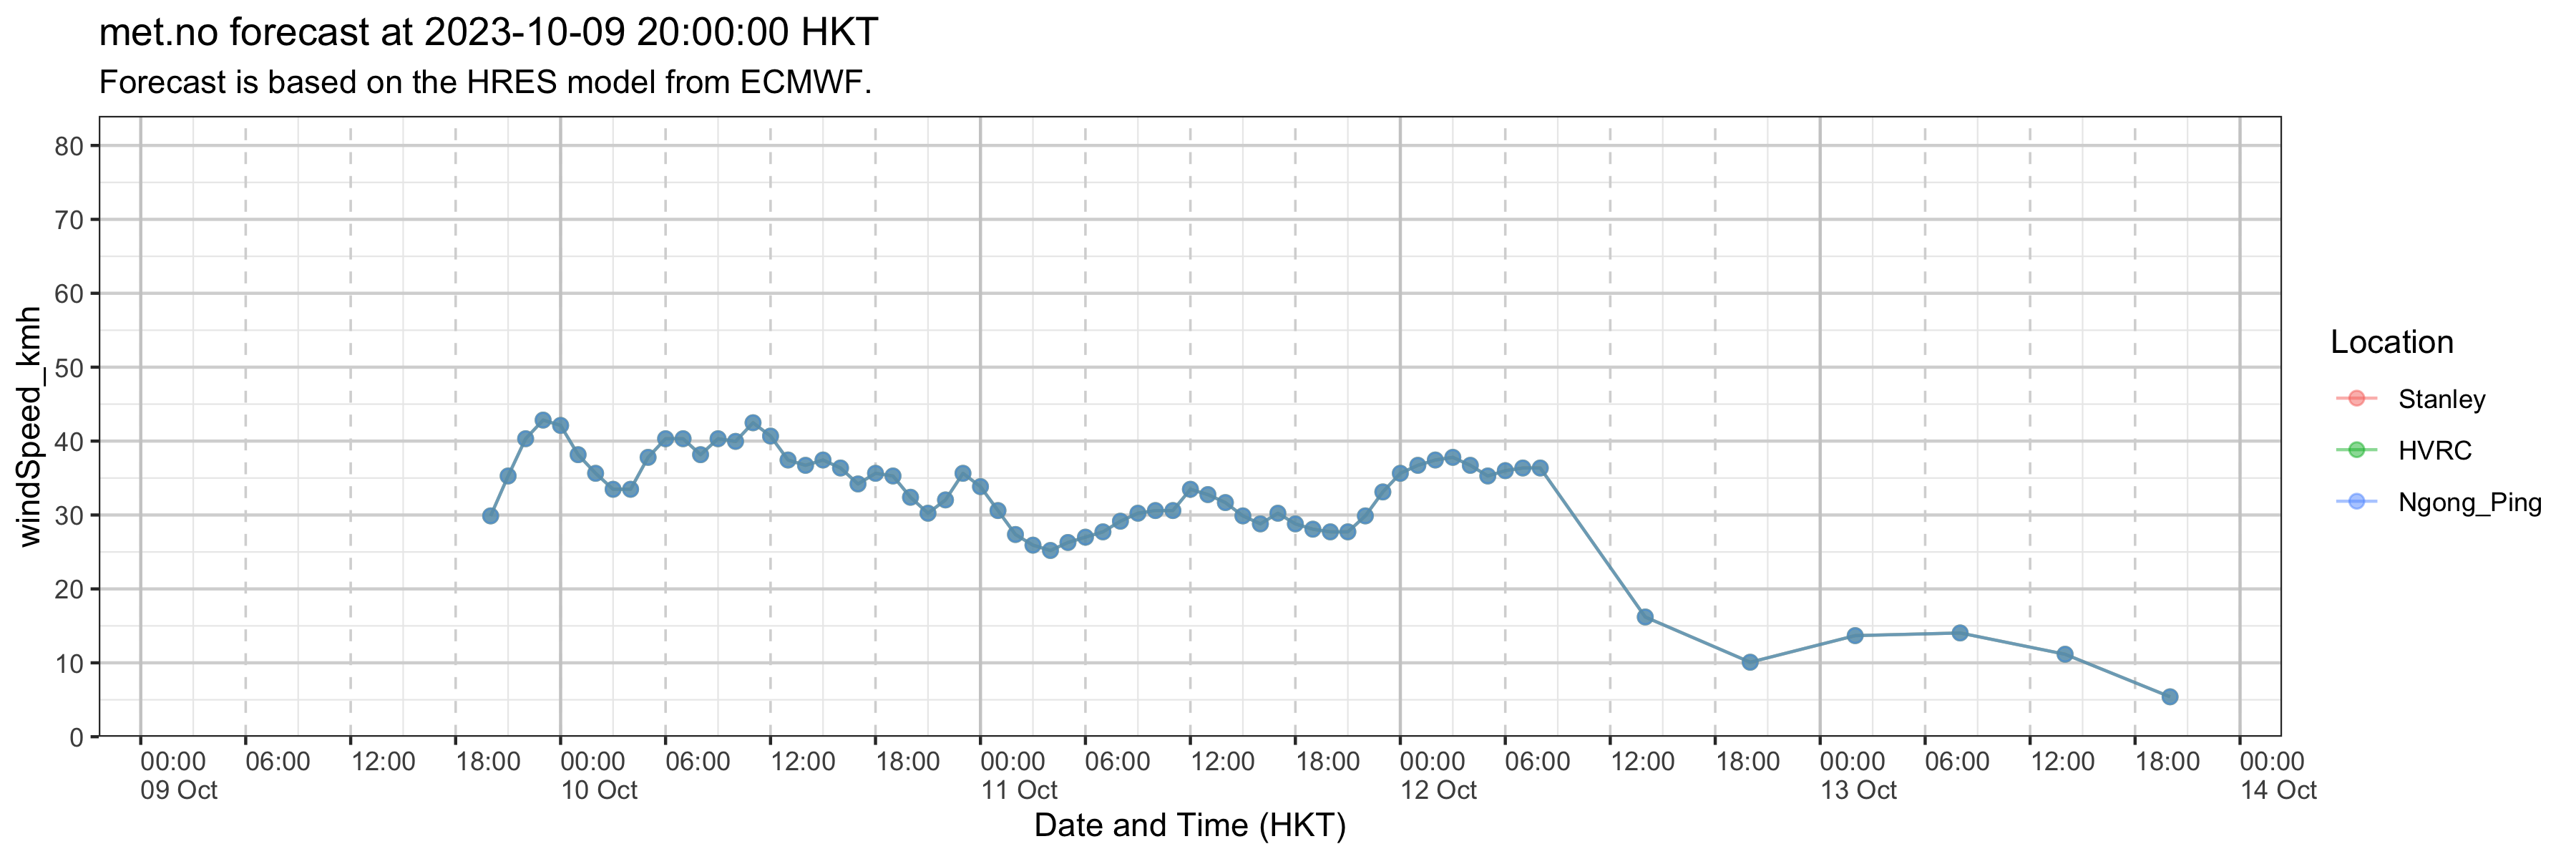 met.no forecast at 2023-10-09 20:00:00 HKT
Forecast is based on the HRES model from ECMWF.
windSpeed_kmh
80
70
60
50
40
30
20
10
0
00:00 06:00 12:00 18:00 00:00 06:00 12:00 18:00 00:00 06:00 12:00 18:00 00:00 06:00 12:00 18:00 00:00 06:00 12:00 18:00 00:00
09 Oct 10 Oct 11 Oct 12 Oct 13 Oct 14 Oct
Date and Time (HKT)
Location
Stanley
HVRC
Ngong_Ping